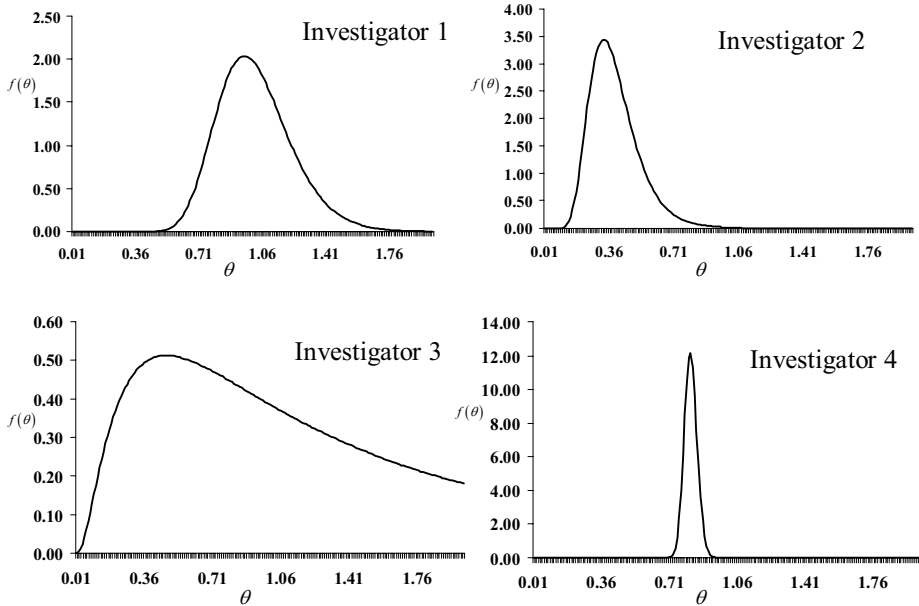 Investigator 1
2.50
2.00
1.50
1.00
0.50
0.00
f(θ)
0.01 0.36 0.71 1.06 1.41 1.76
θ
Investigator 2
4.00
3.50
3.00
2.50
2.00
1.50
1.00
0.50
0.00
f(θ)
0.01 0.36 0.71 1.06 1.41 1.76
θ
Investigator 3
0.60
0.50
0.40
0.30
0.20
0.10
0.00
f(θ)
0.01 0.36 0.71 1.06 1.41 1.76
θ
Investigator 4
14.00
12.00
10.00
8.00
6.00
4.00
2.00
0.00
f(θ)
0.01 0.36 0.71 1.06 1.41 1.76
θ